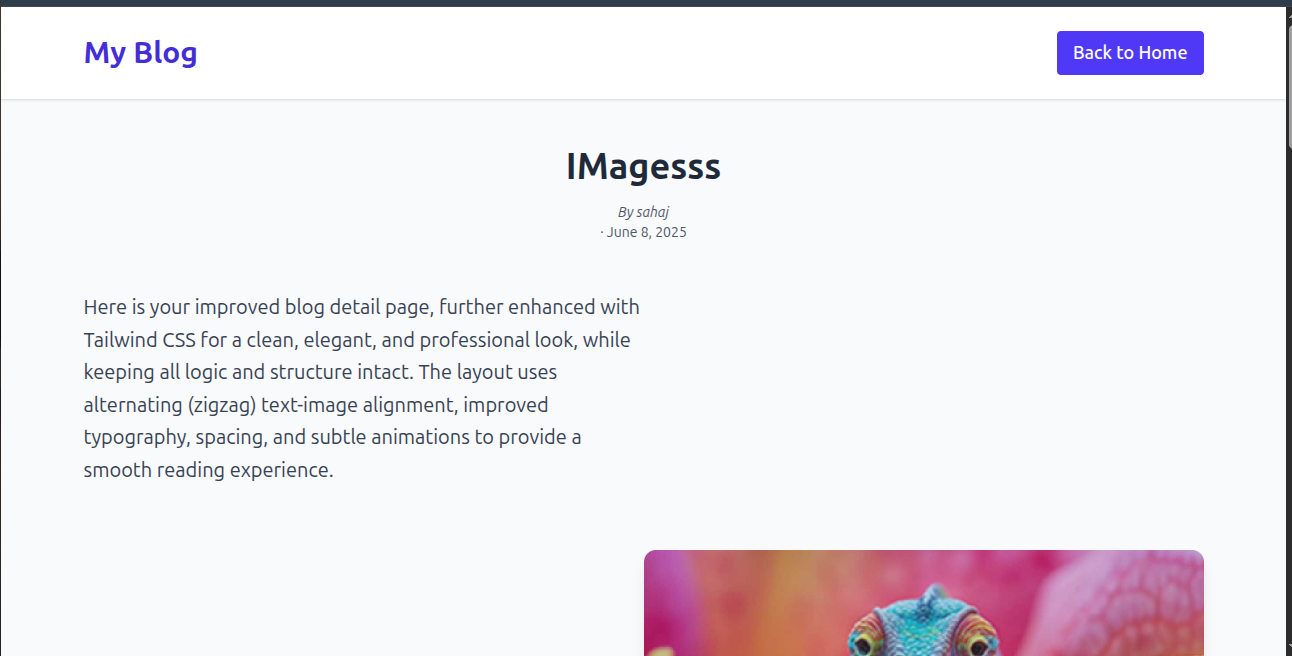 My Blog
Back to Home
IMagesss
By sahaj
· June 8, 2025
Here is your improved blog detail page, further enhanced with
Tailwind CSS for a clean, elegant, and professional look, while
keeping all logic and structure intact. The layout uses
alternating (zigzag) text-image alignment, improved
typography, spacing, and subtle animations to provide a
smooth reading experience.